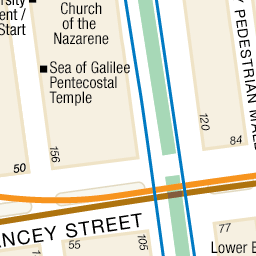 rsity
ent /
Start
Church
of the
Nazarene
Sea of Galilee
Pentecostal
Temple
Y PEDESTRIAN MALL
156
50
120
84
NCEY STREET
55
105
77
Lower E